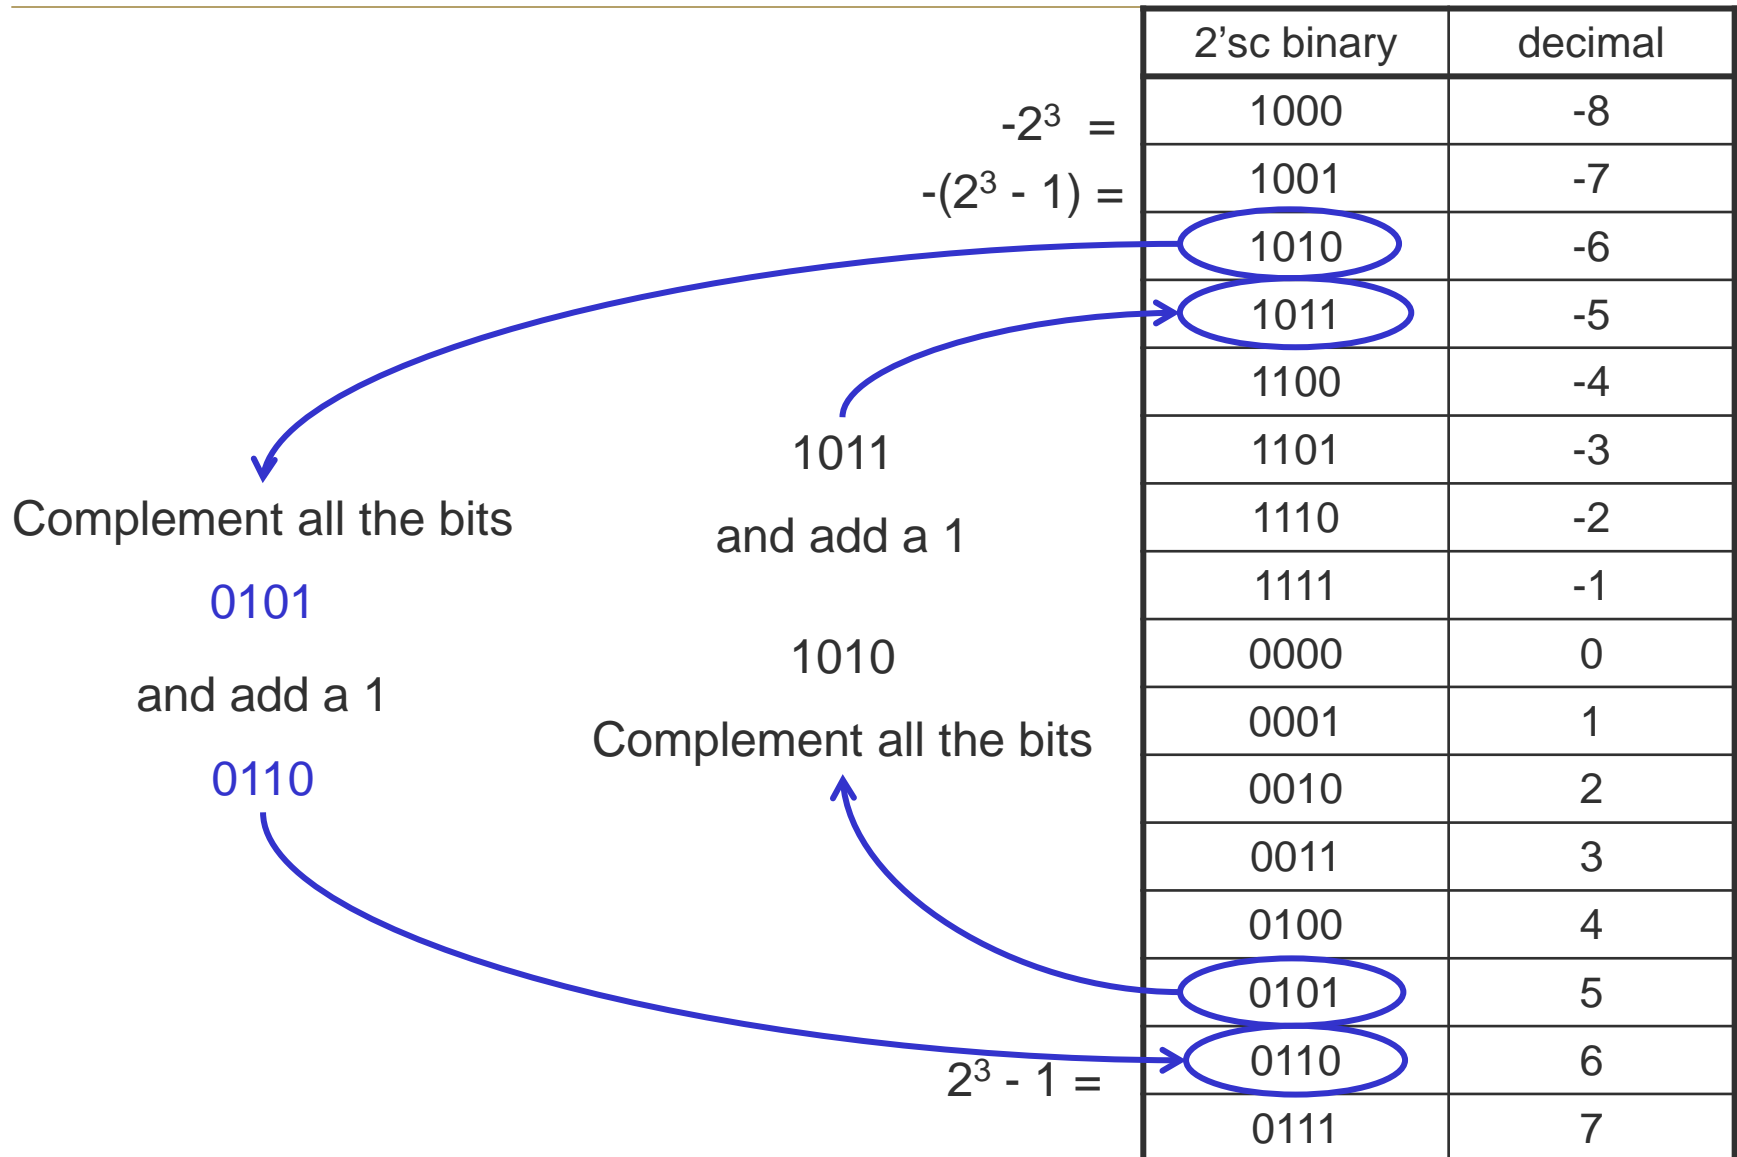 2'sc binary decimal
-2³ = 1000 -8
-(2³ - 1) = 1001 -7
1010 -6
1011 -5
1100 -4
1101 -3
1110 -2
1111 -1
0000 0
0001 1
0010 2
0011 3
0100 4
0101 5
0110 6
2³ - 1 = 0111 7
Complement all the bits
0101
and add a 1
0110
1011
and add a 1
1010
Complement all the bits